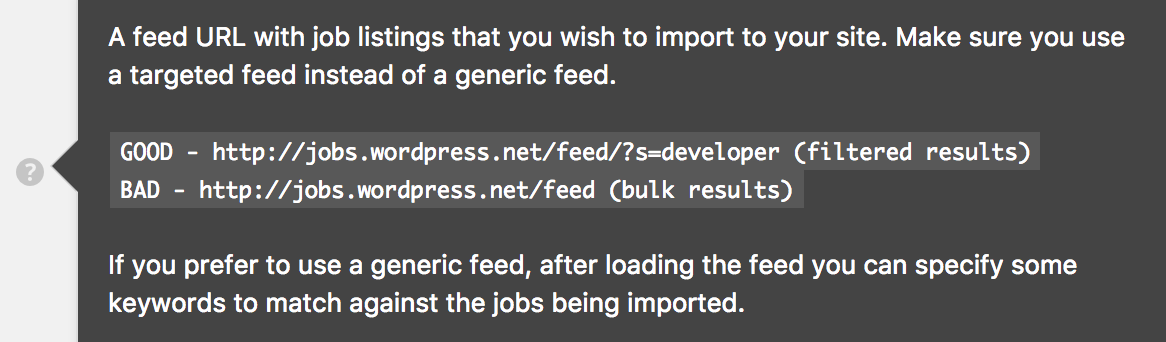 A feed URL with job listings that you wish to import to your site. Make sure you use
a targeted feed instead of a generic feed.
GOOD - http://jobs.wordpress.net/feed/?s=developer (filtered results)
BAD - http://jobs.wordpress.net/feed (bulk results)
?
If you prefer to use a generic feed, after loading the feed you can specify some
keywords to match against the jobs being imported.